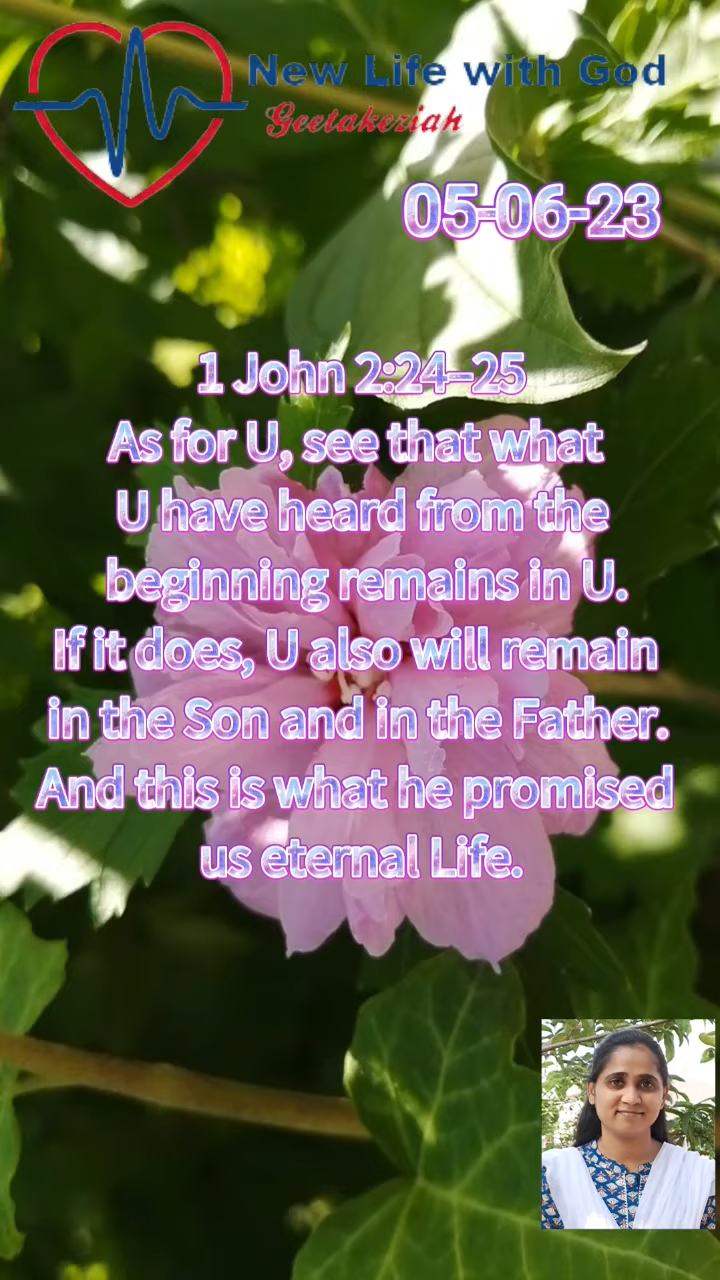 New Life with God
Geetakeziah
05-06-23
1 John 2:24–25
As for U, see that what
U have heard from the
beginning remains in U.
If it does, U also will remain
in the Son and in the Father.
And this is what he promised
us eternal Life.